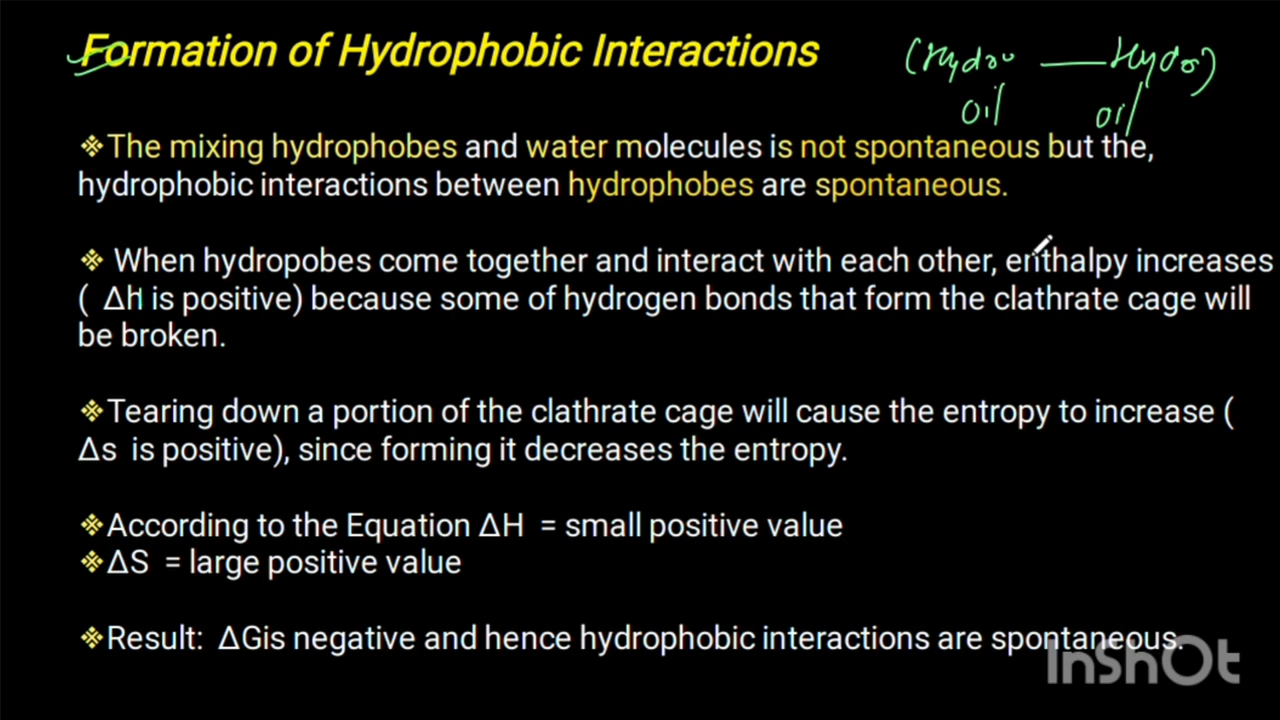 Formation of Hydrophobic Interactions
(Hydro — Hydro)
oil oil
❖The mixing hydrophobes and water molecules is not spontaneous but the,
hydrophobic interactions between hydrophobes are spontaneous.
❖ When hydropobes come together and interact with each other, enthalpy increases
( ΔH is positive) because some of hydrogen bonds that form the clathrate cage will
be broken.
❖Tearing down a portion of the clathrate cage will cause the entropy to increase (
Δs is positive), since forming it decreases the entropy.
❖According to the Equation ΔH = small positive value
❖ΔS = large positive value
❖Result: ΔGis negative and hence hydrophobic interactions are spontaneous.
InShOt